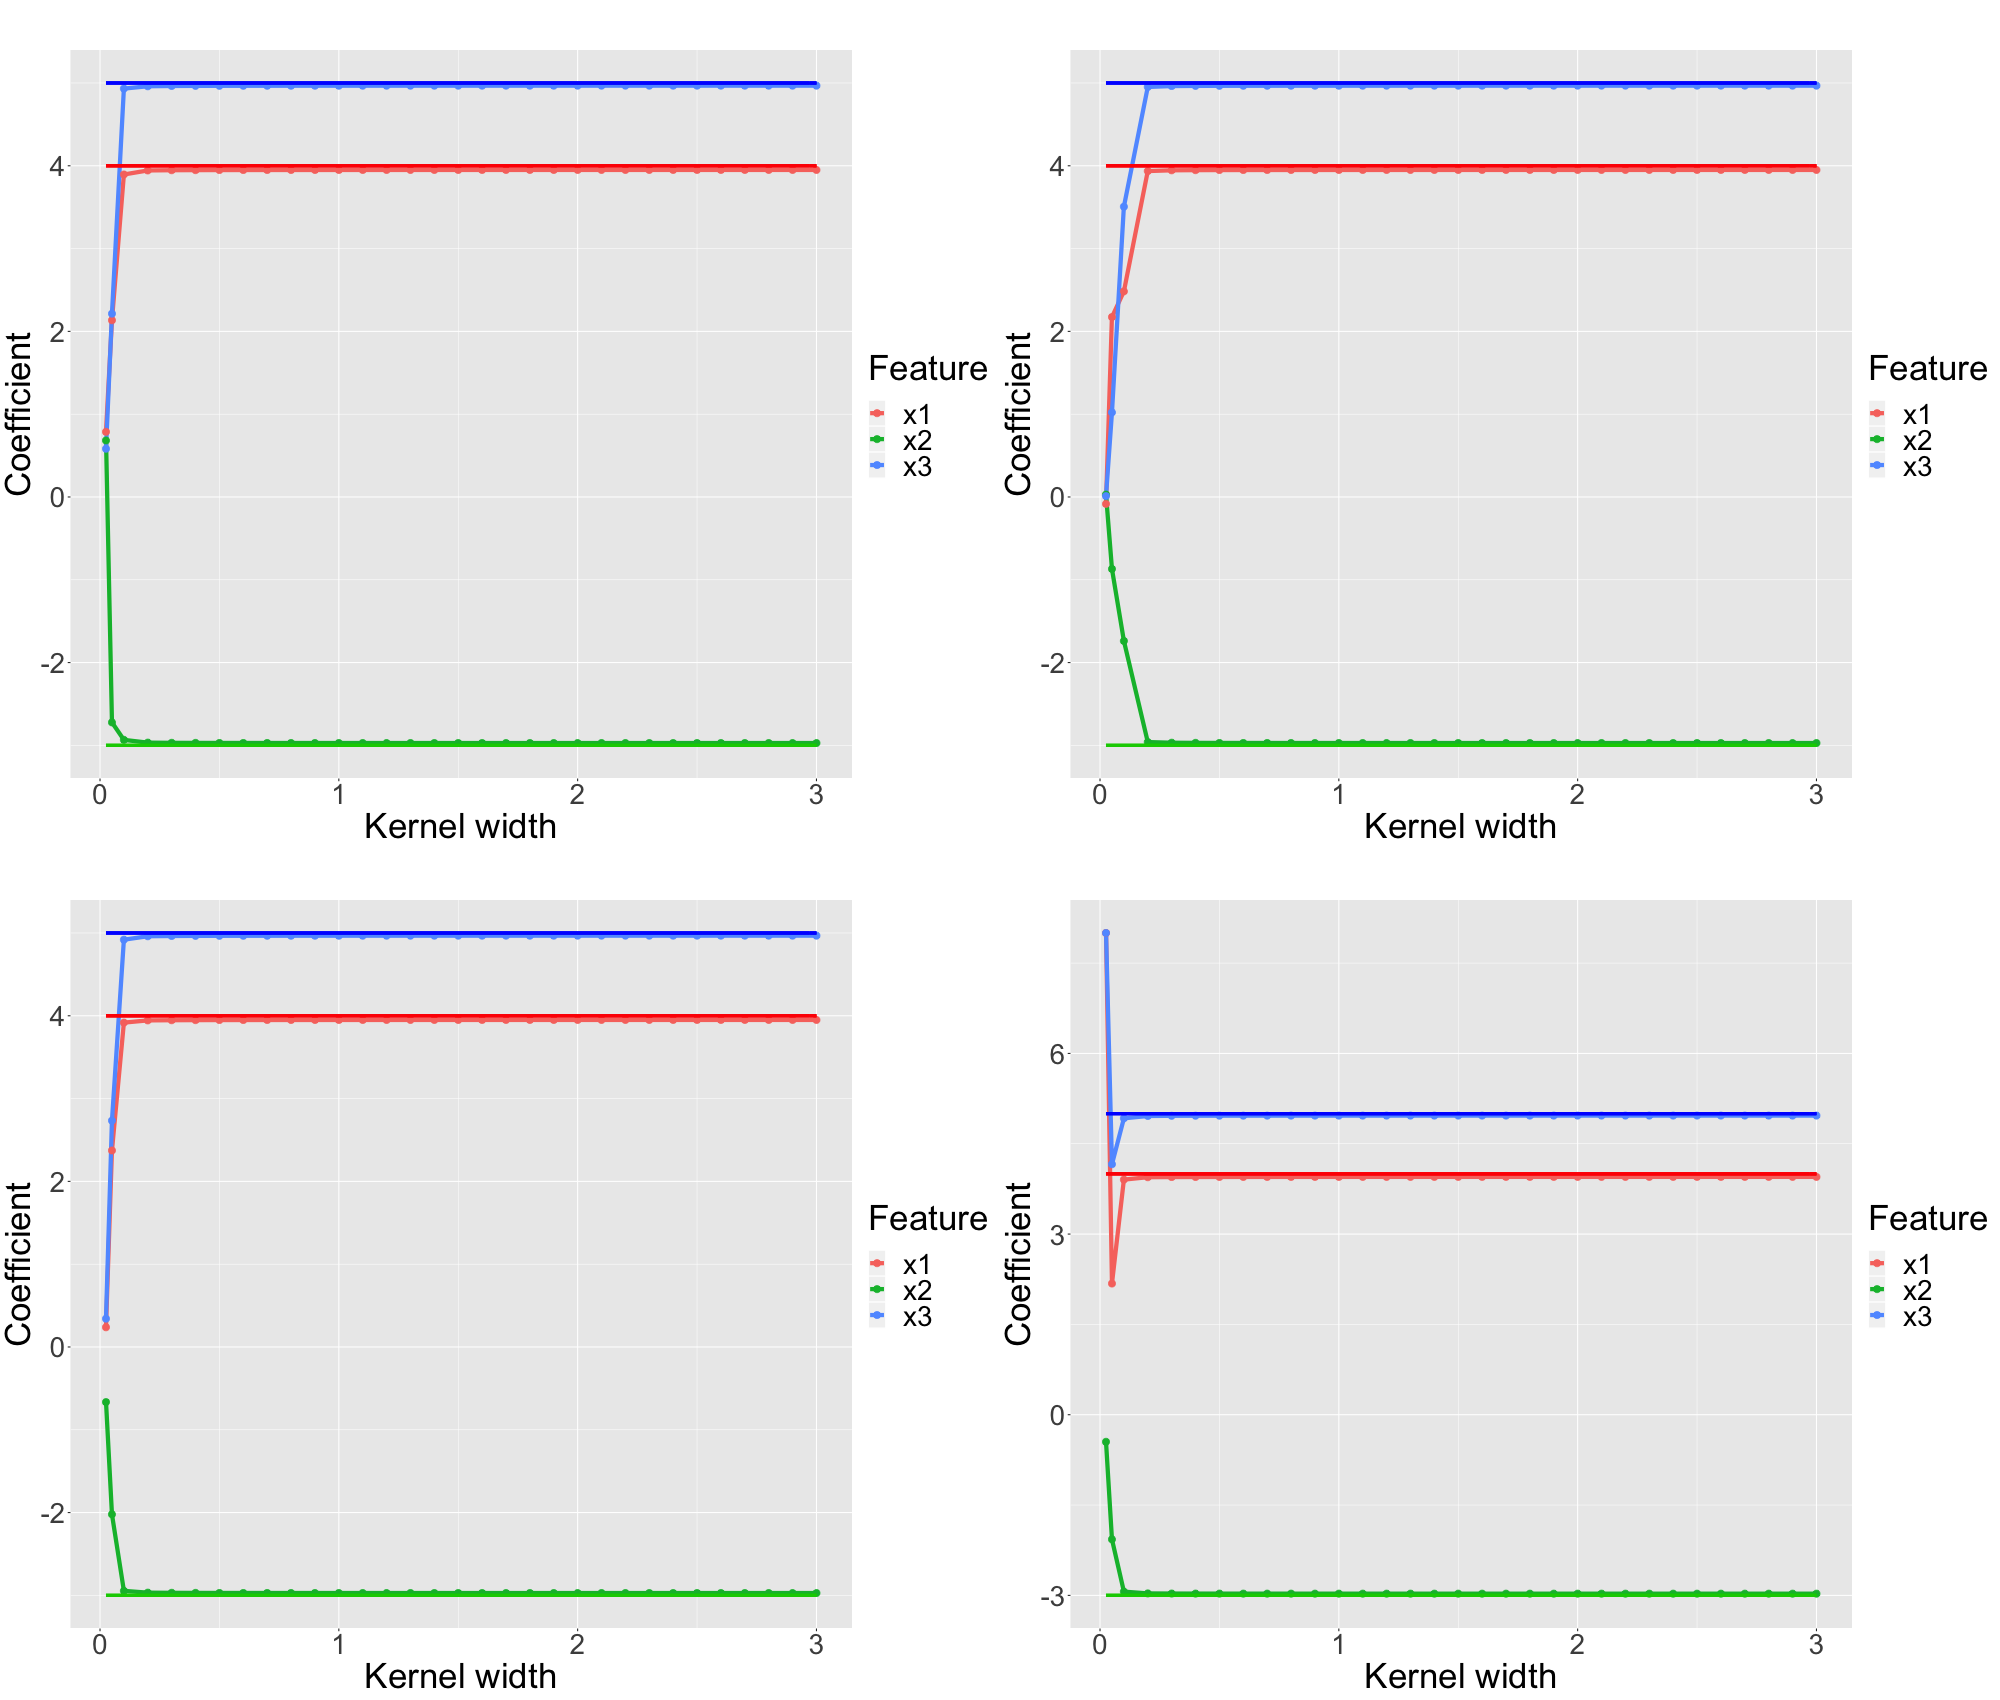 4
2
0
-2
Coefficient
0 1 2 3
Kernel width
Feature
x1
x2
x3
4
2
0
-2
Coefficient
0 1 2 3
Kernel width
Feature
x1
x2
x3
4
2
0
-2
Coefficient
0 1 2 3
Kernel width
Feature
x1
x2
x3
6
3
0
-3
Coefficient
0 1 2 3
Kernel width
Feature
x1
x2
x3